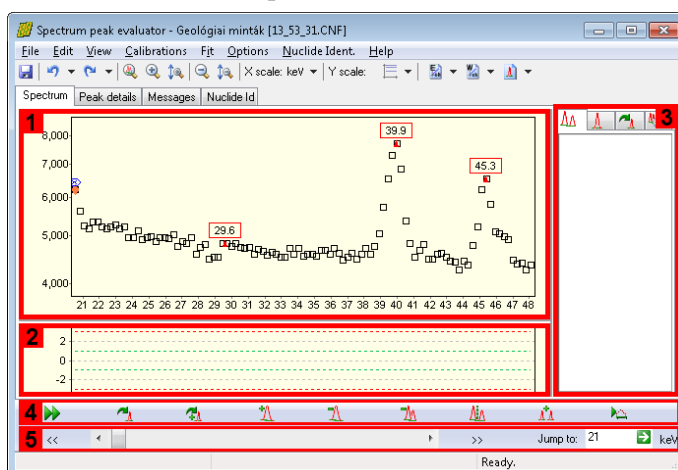 Spectrum peak evaluator - Geológiai minták [13_53_31.CNF]
File Edit View Calibrations Fit Options Nuclide Ident. Help
X scale: keV Y scale:
Spectrum Peak details Messages Nuclide Id
1
3
8,000
7,000
6,000
5,000
4,000
39.9
45.3
29.6
21 22 23 24 25 26 27 28 29 30 31 32 33 34 35 36 37 38 39 40 41 42 43 44 45 46 47 48
2
2
0
-2
4
5 << >> Jump to: 21 keV
Ready.